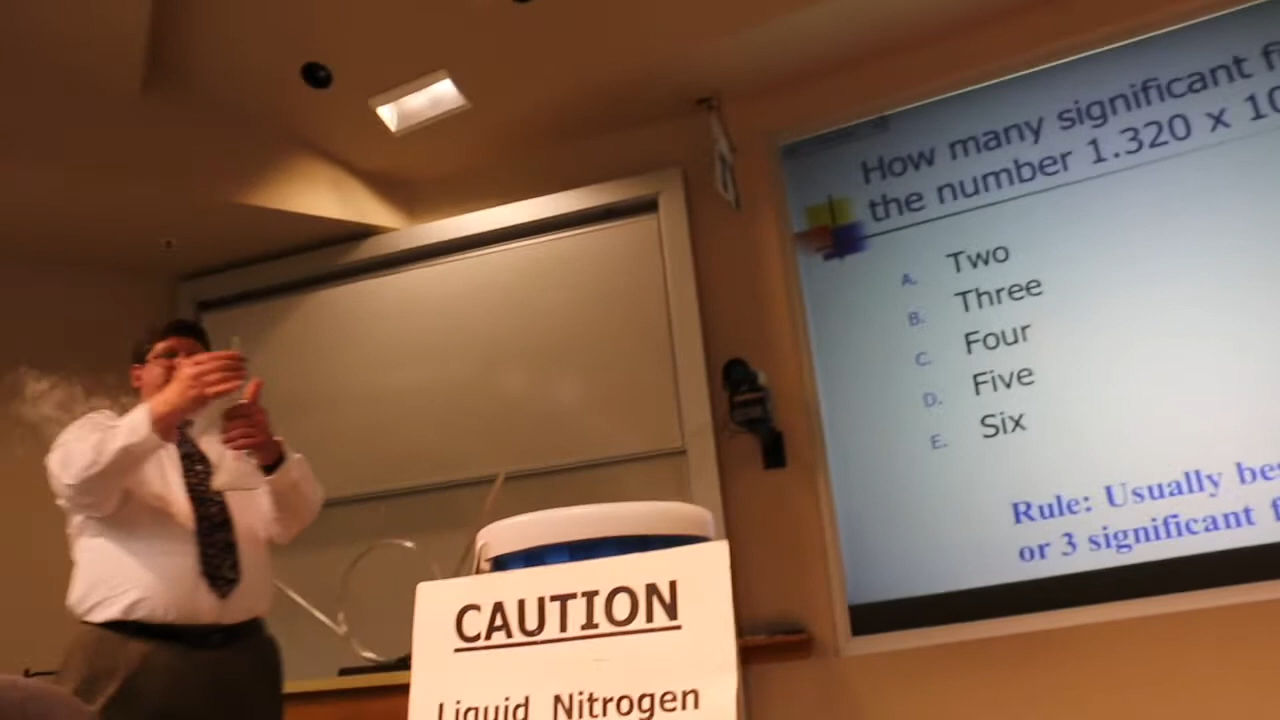 How many significant
the number 1.320 x 10
A. Two
B. Three
C. Four
D. Five
E. Six
Rule: Usually
or 3 significant
CAUTION
Liquid Nitrogen